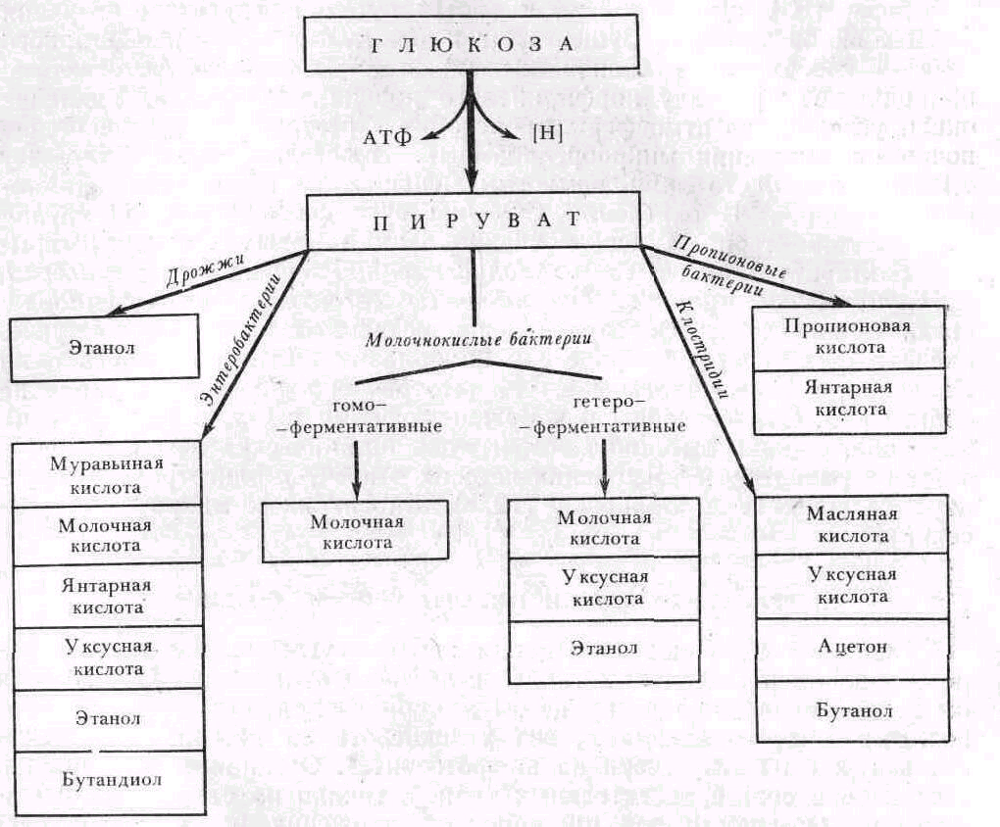 ГЛЮКОЗА
АТФ
[H]
ПИРУВАТ
Дрожжи
Энтеробактерии
Молочнокислые бактерии
Клостридии
Пропионовые
бактерии
Этанол
гомо-
-ферментативные
гетеро-
-ферментативные
Пропионовая
кислота
Янтарная
кислота
Муравьиная
кислота
Молочная
кислота
Янтарная
кислота
Уксусная
кислота
Этанол
Бутандиол
Молочная
кислота
Молочная
кислота
Уксусная
кислота
Этанол
Масляная
кислота
Уксусная
кислота
Ацетон
Бутанол